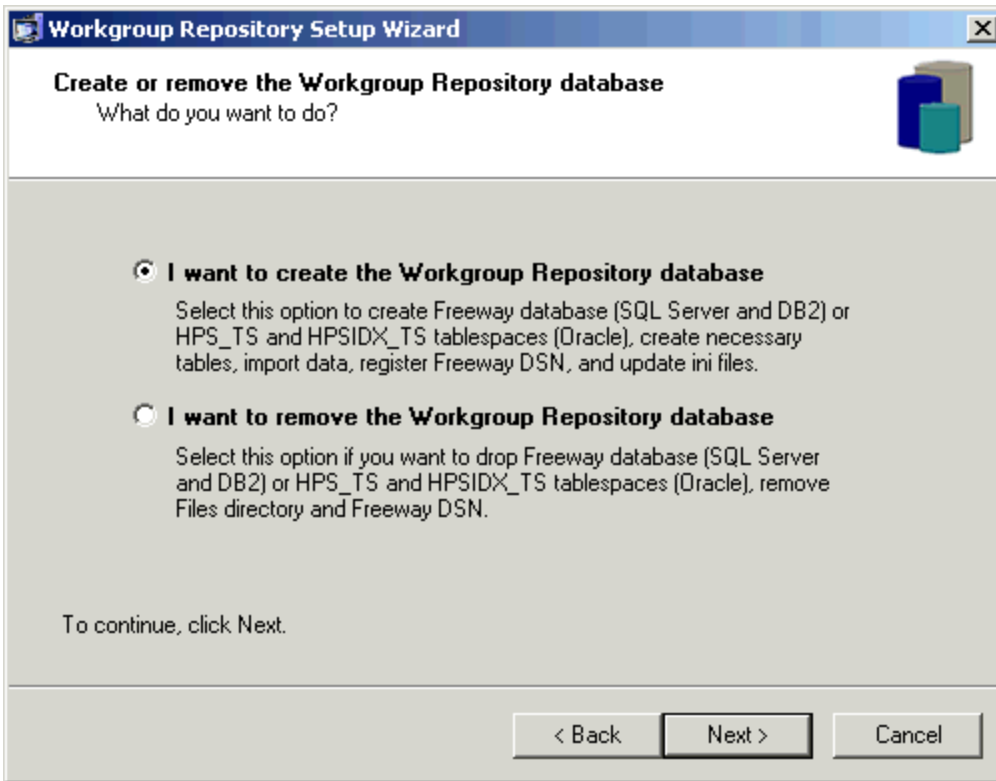 Workgroup Repository Setup Wizard
Create or remove the Workgroup Repository database
What do you want to do?
I want to create the Workgroup Repository database
Select this option to create Freeway database (SQL Server and DB2) or
HPS_TS and HPSIDX_TS tablespaces (Oracle), create necessary
tables, import data, register Freeway DSN, and update ini files.
I want to remove the Workgroup Repository database
Select this option if you want to drop Freeway database (SQL Server
and DB2) or HPS_TS and HPSIDX_TS tablespaces (Oracle), remove
Files directory and Freeway DSN.
To continue, click Next.
< Back Next > Cancel